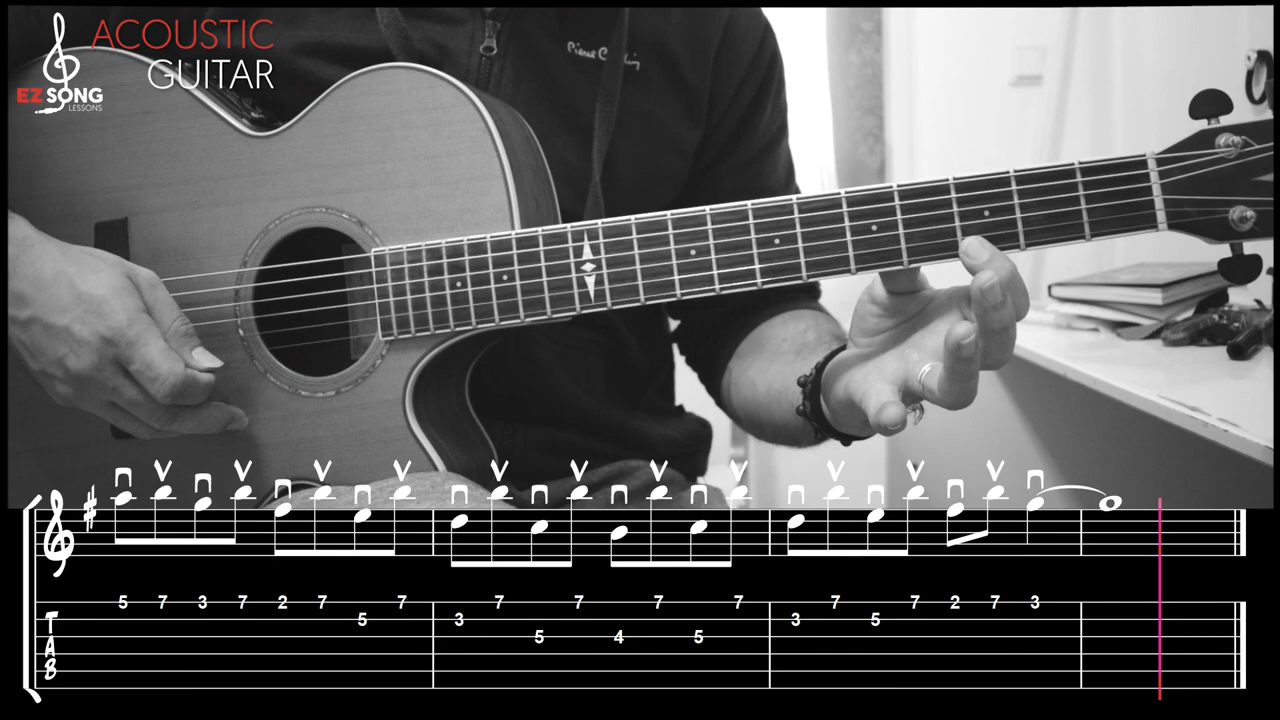 ACOUSTIC
GUITAR
EZ SONG
LESSONS
5 7 3 7 2 7 7 7 7 7 7 7 7 2 7 3
5 3 3 5
5 4 5
T
A
B